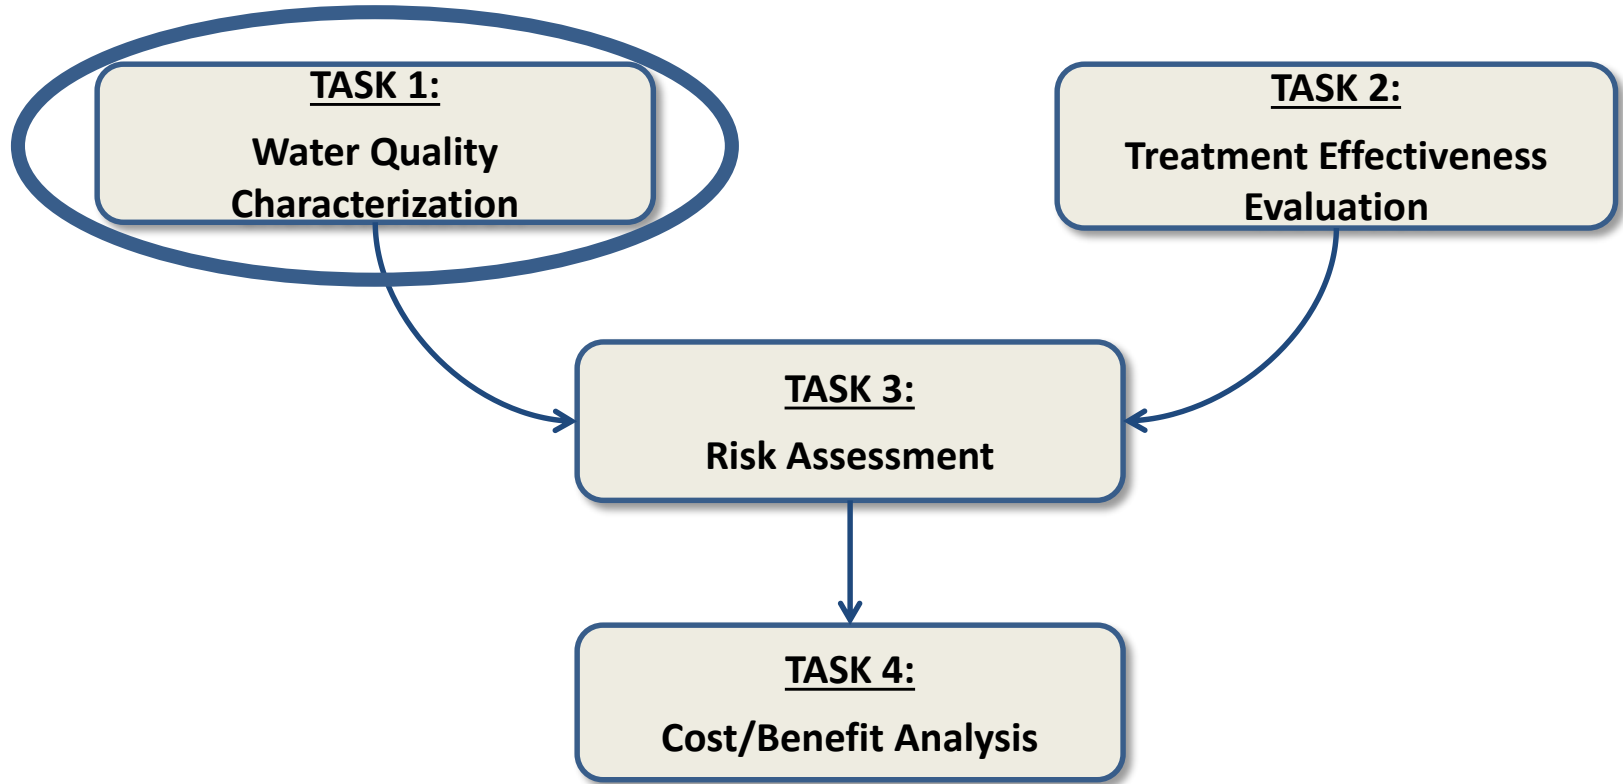 TASK 1:
Water Quality
Characterization
TASK 2:
Treatment Effectiveness
Evaluation
TASK 3:
Risk Assessment
TASK 4:
Cost/Benefit Analysis